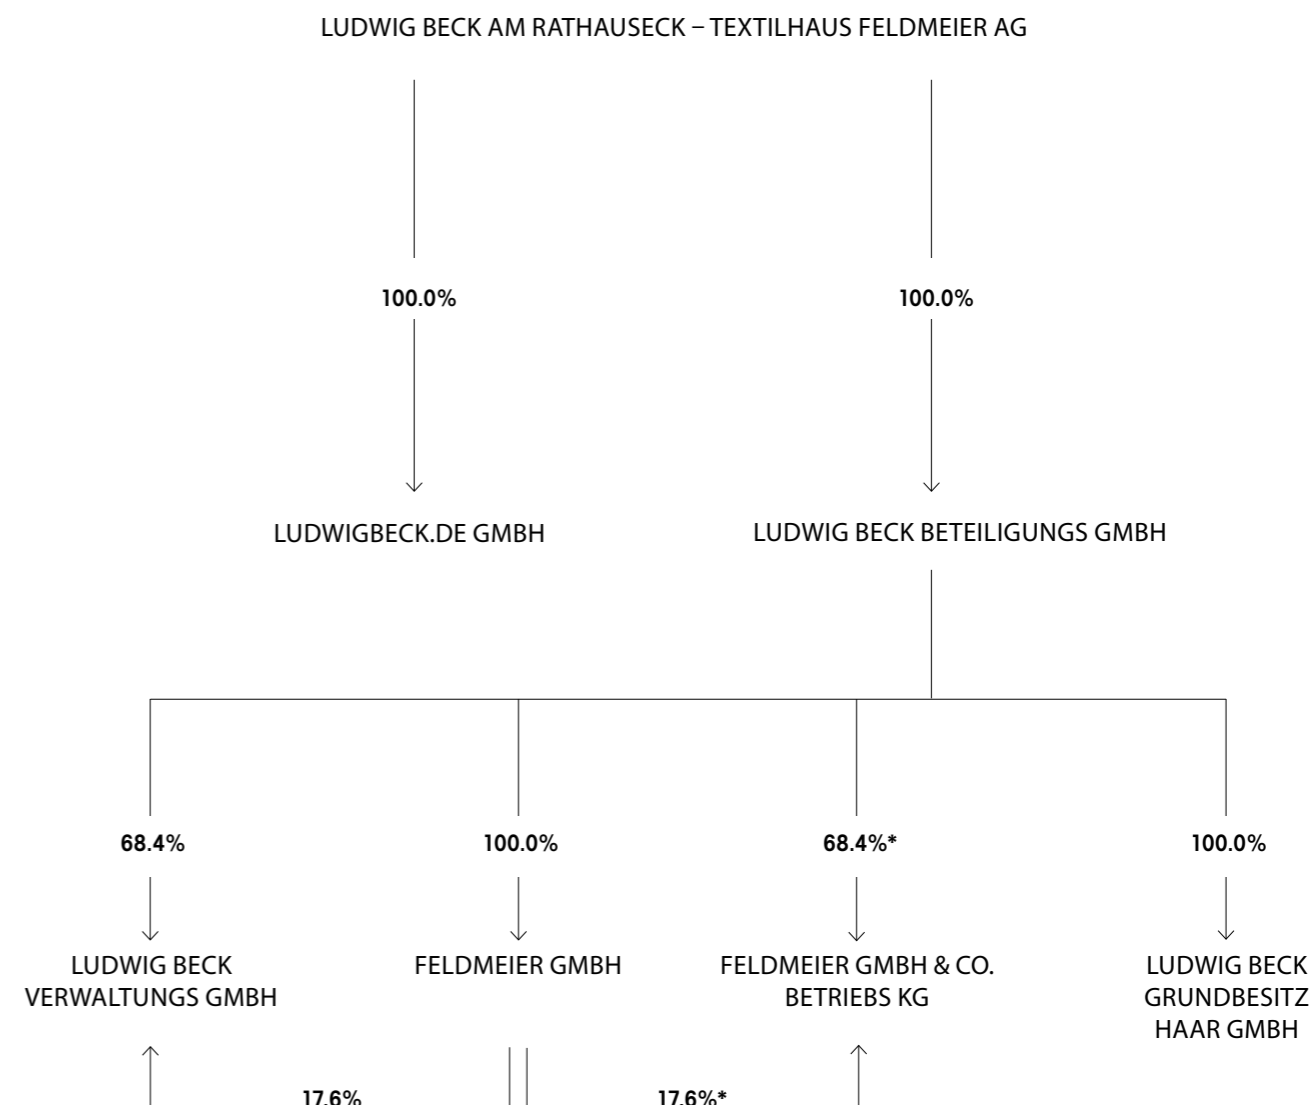 LUDWIG BECK AM RATHAUSECK – TEXTILHAUS FELDMEIER AG
100.0%
100.0%
LUDWIGBECK.DE GMBH
LUDWIG BECK BETEILIGUNGS GMBH
68.4%
100.0%
68.4%*
100.0%
LUDWIG BECK
VERWALTUNGS GMBH
FELDMEIER GMBH
FELDMEIER GMBH & CO.
BETRIEBS KG
LUDWIG BECK
GRUNDBESITZ
HAAR GMBH
17.6%
17.6%*